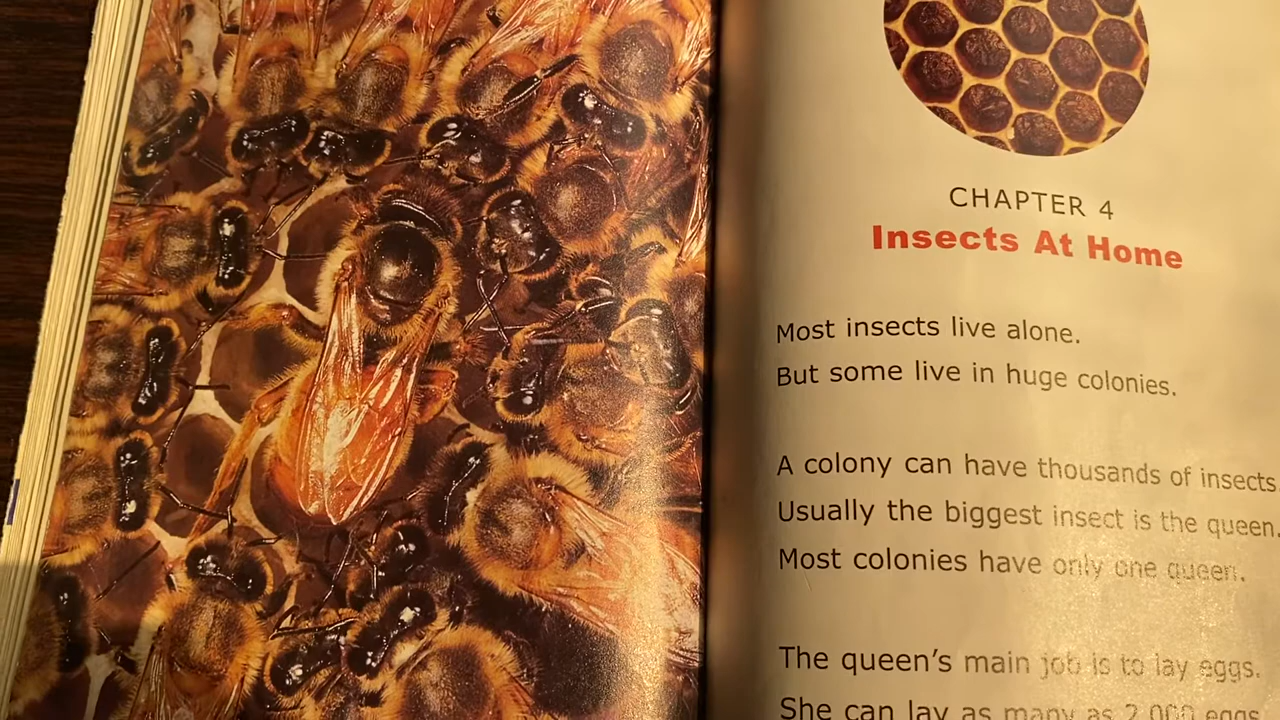 CHAPTER 4
Insects At Home
Most insects live alone.
But some live in huge colonies.
A colony can have thousands of insects.
Usually the biggest insect is the queen.
Most colonies have only one queen.
The queen's main job is to lay eggs.
She can lay as many as 2,000 eggs